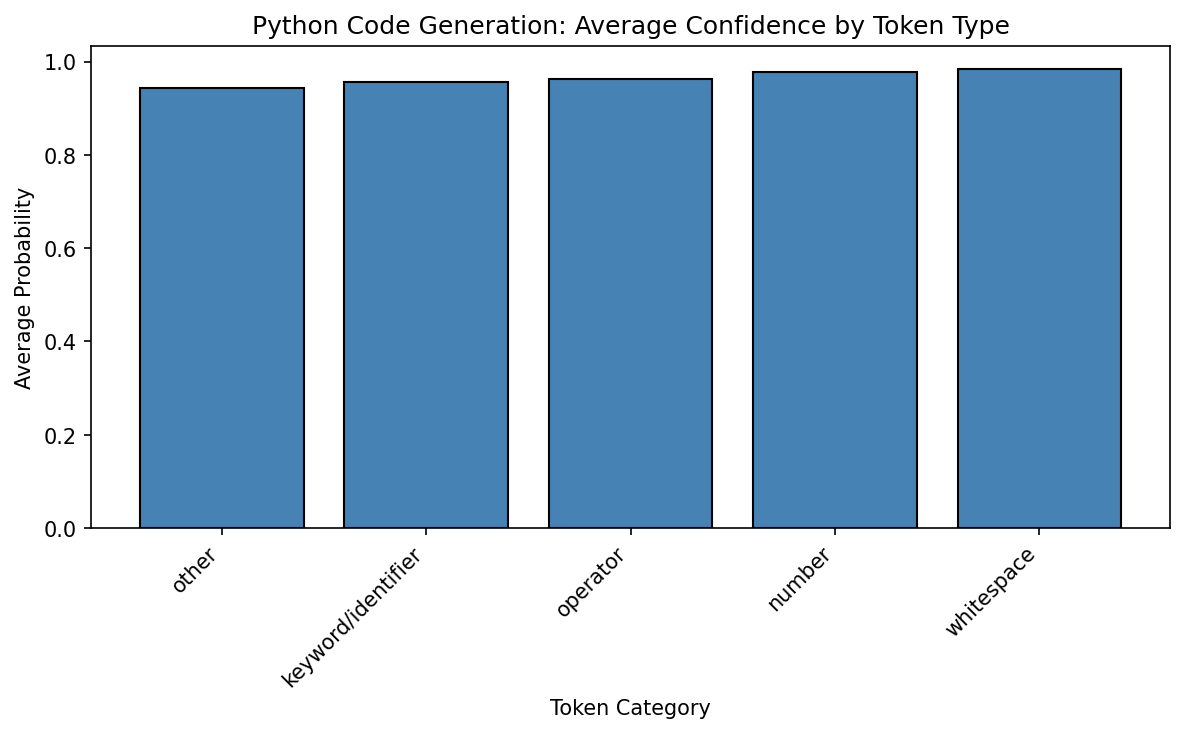 Python Code Generation: Average Confidence by Token Type
Average Probability
1.0
0.8
0.6
0.4
0.2
0.0
other
keyword/identifier
operator
number
whitespace
Token Category